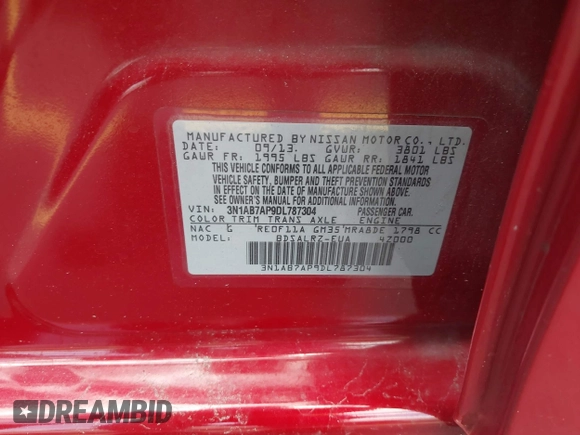 MANUFACTURED BY NISSAN MOTOR CO., LTD.
DATE: 09/13. GVWR: 3801 LBS
GAWR FR: 1995 LBS GAWR RR: 1841 LBS
THIS VEHICLE CONFORMS TO ALL APPLICABLE FEDERAL MOTOR
VEHICLE SAFETY, BUMPER AND THEFT PREVENTION STANDARDS IN
EFFECT ON THE DATE OF MANUFACTURE SHOWN ABOVE.
SEE OWNER'S MANUAL FOR ADDITIONAL INFORMATION.
VIN: 3N1AB7AP9DL787304 PASSENGER CAR.
COLOR TRIM TRANS AXLE ENGINE
NAC G RE0F11A GM35 MRA8DE 1798 CC
MODEL: BDSALRZ-EUA 42000
3N1AB7AP9DL787304
DREAMBID